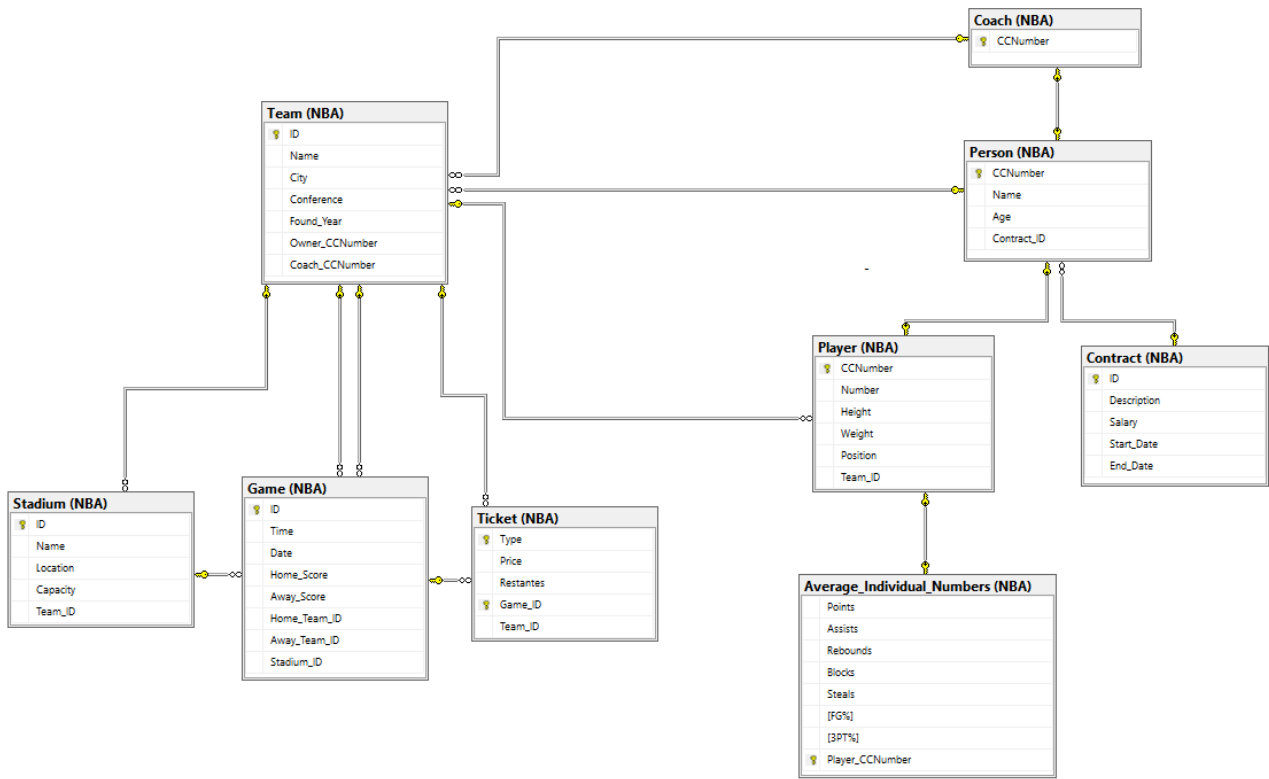 Coach (NBA)
CCNumber
Team (NBA)
ID
Name
City
Conference
Found_Year
Owner_CCNumber
Coach_CCNumber
Person (NBA)
CCNumber
Name
Age
Contract_ID
-
Player (NBA)
CCNumber
Number
Height
Weight
Position
Team_ID
Contract (NBA)
ID
Description
Salary
Start_Date
End_Date
Stadium (NBA)
ID
Name
Location
Capacity
Team_ID
Game (NBA)
ID
Time
Date
Home_Score
Away_Score
Home_Team_ID
Away_Team_ID
Stadium_ID
Ticket (NBA)
Type
Price
Restantes
Game_ID
Team_ID
Average_Individual_Numbers (NBA)
Points
Assists
Rebounds
Blocks
Steals
[FG%]
[3PT%]
Player_CCNumber